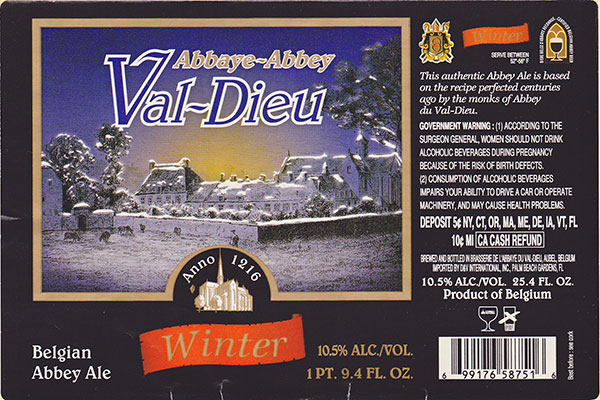 Abbaye~Abbey
Val~Dieu
Anno 1216
Winter
Belgian
Abbey Ale
10.5% ALC./VOL.
1 PT. 9.4 FL. OZ.
Winter
SERVE BETWEEN
52°-56° F
This authentic Abbey Ale is based
on the recipe perfected centuries
ago by the monks of Abbey
du Val-Dieu.
GOVERNMENT WARNING : (1) ACCORDING TO THE
SURGEON GENERAL, WOMEN SHOULD NOT DRINK
ALCOHOLIC BEVERAGES DURING PREGNANCY
BECAUSE OF THE RISK OF BIRTH DEFECTS.
(2) CONSUMPTION OF ALCOHOLIC BEVERAGES
IMPAIRS YOUR ABILITY TO DRIVE A CAR OR OPERATE
MACHINERY, AND MAY CAUSE HEALTH PROBLEMS.
DEPOSIT 5¢ NY, CT, OR, MA, ME, DE, IA, VT, FL
10¢ MI CA CASH REFUND
BREWED AND BOTTLED IN BRASSERIE DE L'ABBAYE DU VAL-DIEU, AUBEL, BELGIUM
IMPORTED BY D&V INTERNATIONAL, INC., PALM BEACH GARDENS, FL
10.5% ALC./VOL. 25.4 FL. OZ.
Product of Belgium
6 99176 58751 6
Best before : see cork